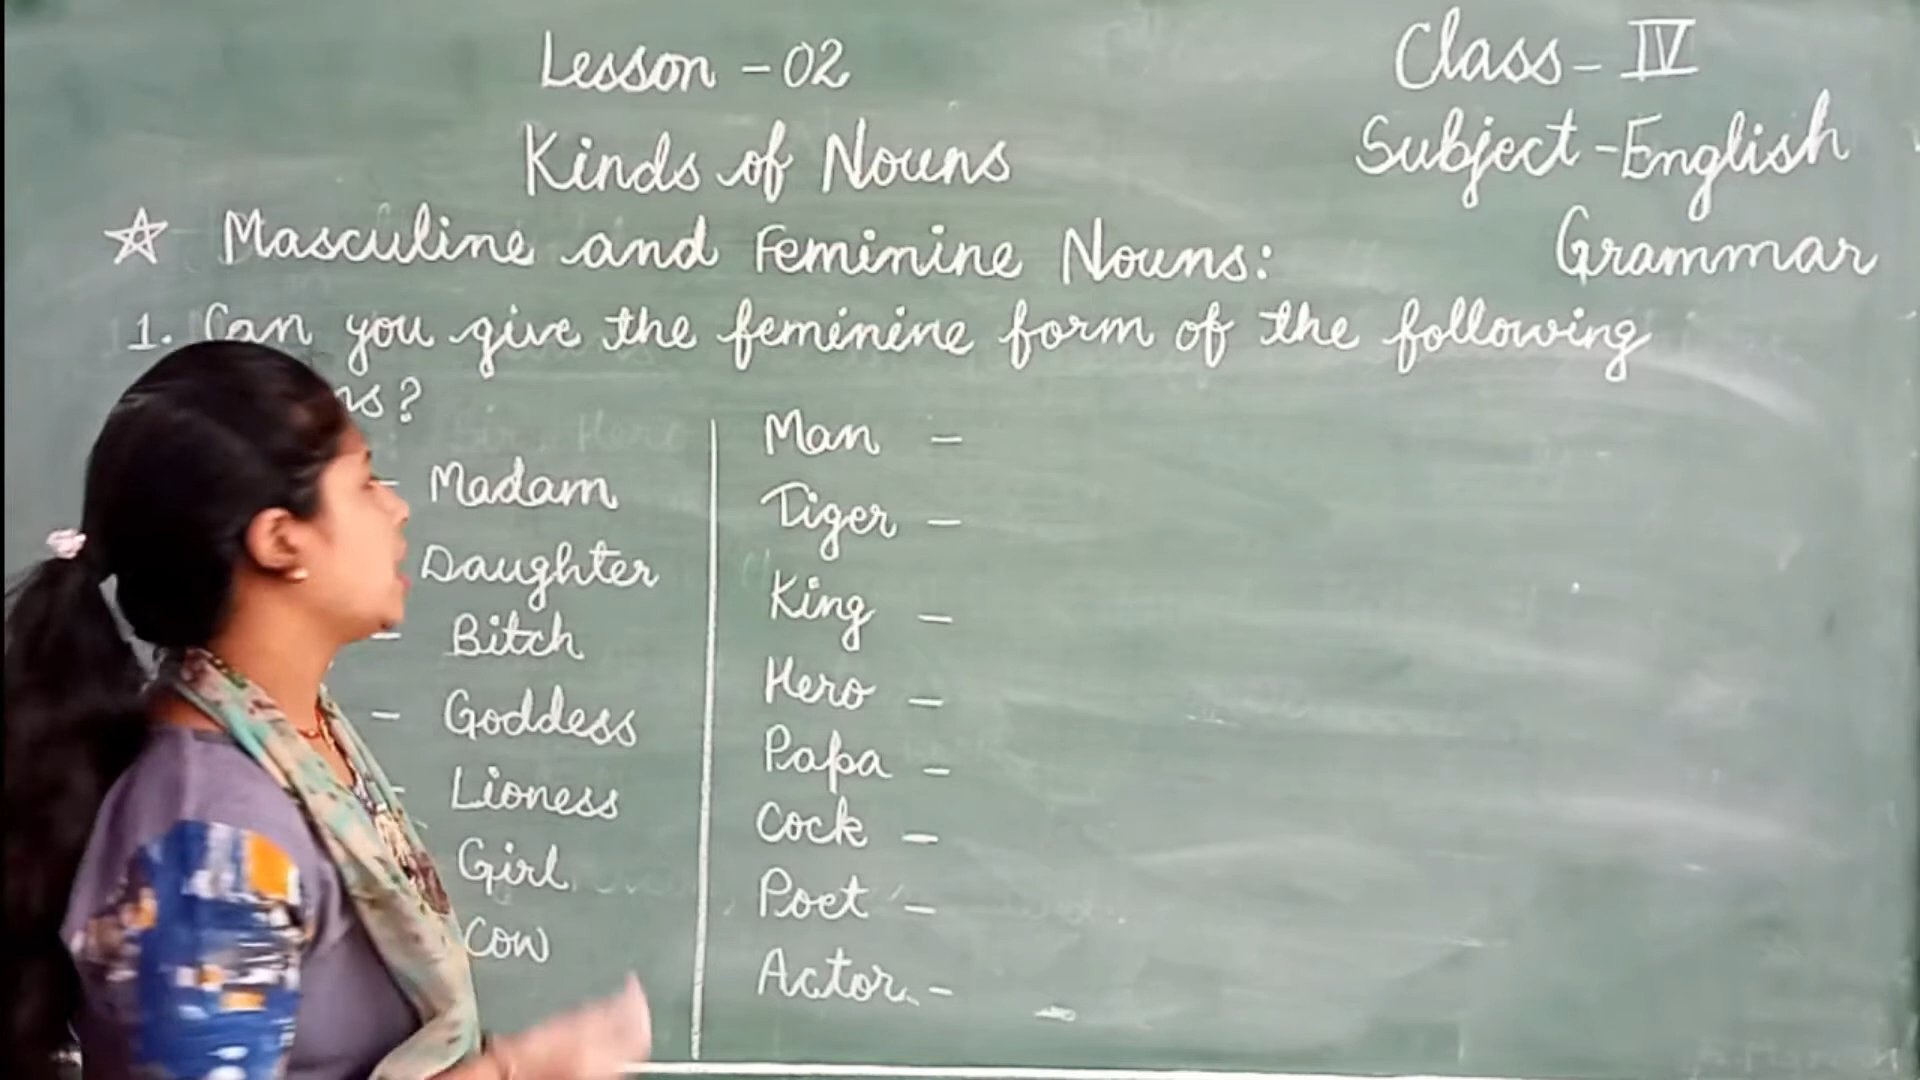 Lesson - 02
Class - IV
Kinds of Nouns
Subject - English
Grammar
☆ Masculine and Feminine Nouns:
1. Can you give the feminine form of the following
ns?
- Madam
Daughter
- Bitch
- Goddess
- Lioness
Girl
Cow
Man -
Tiger -
King -
Hero -
Papa -
Cock -
Poet -
Actor -